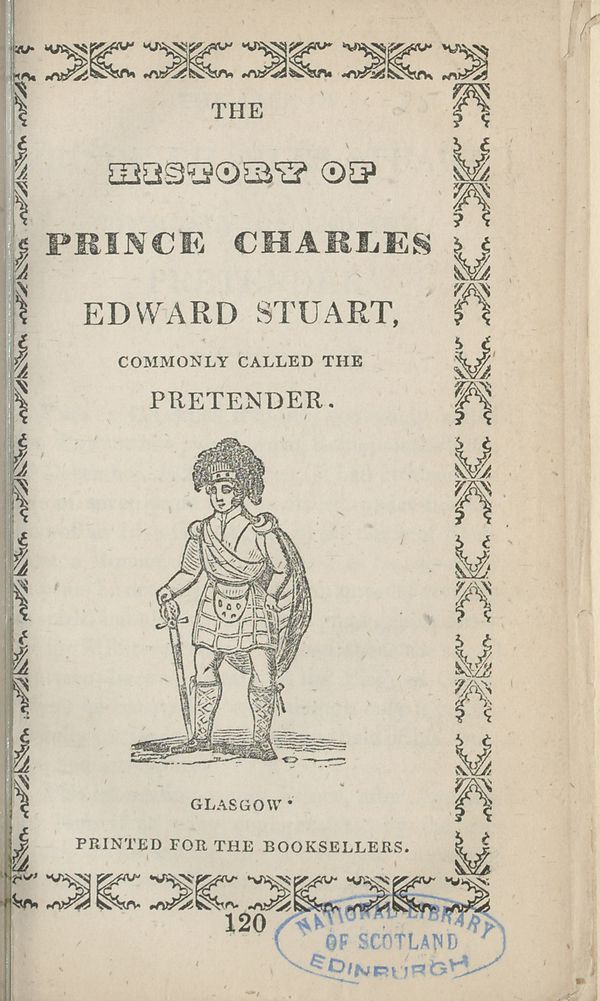 THE
HISTORY OF
PRINCE CHARLES
EDWARD STUART,
COMMONLY CALLED THE
PRETENDER.
GLASGOW·
PRINTED FOR THE BOOKSELLERS.
120
NATIONAL LIBRARY
OF SCOTLAND
EDINBURGH